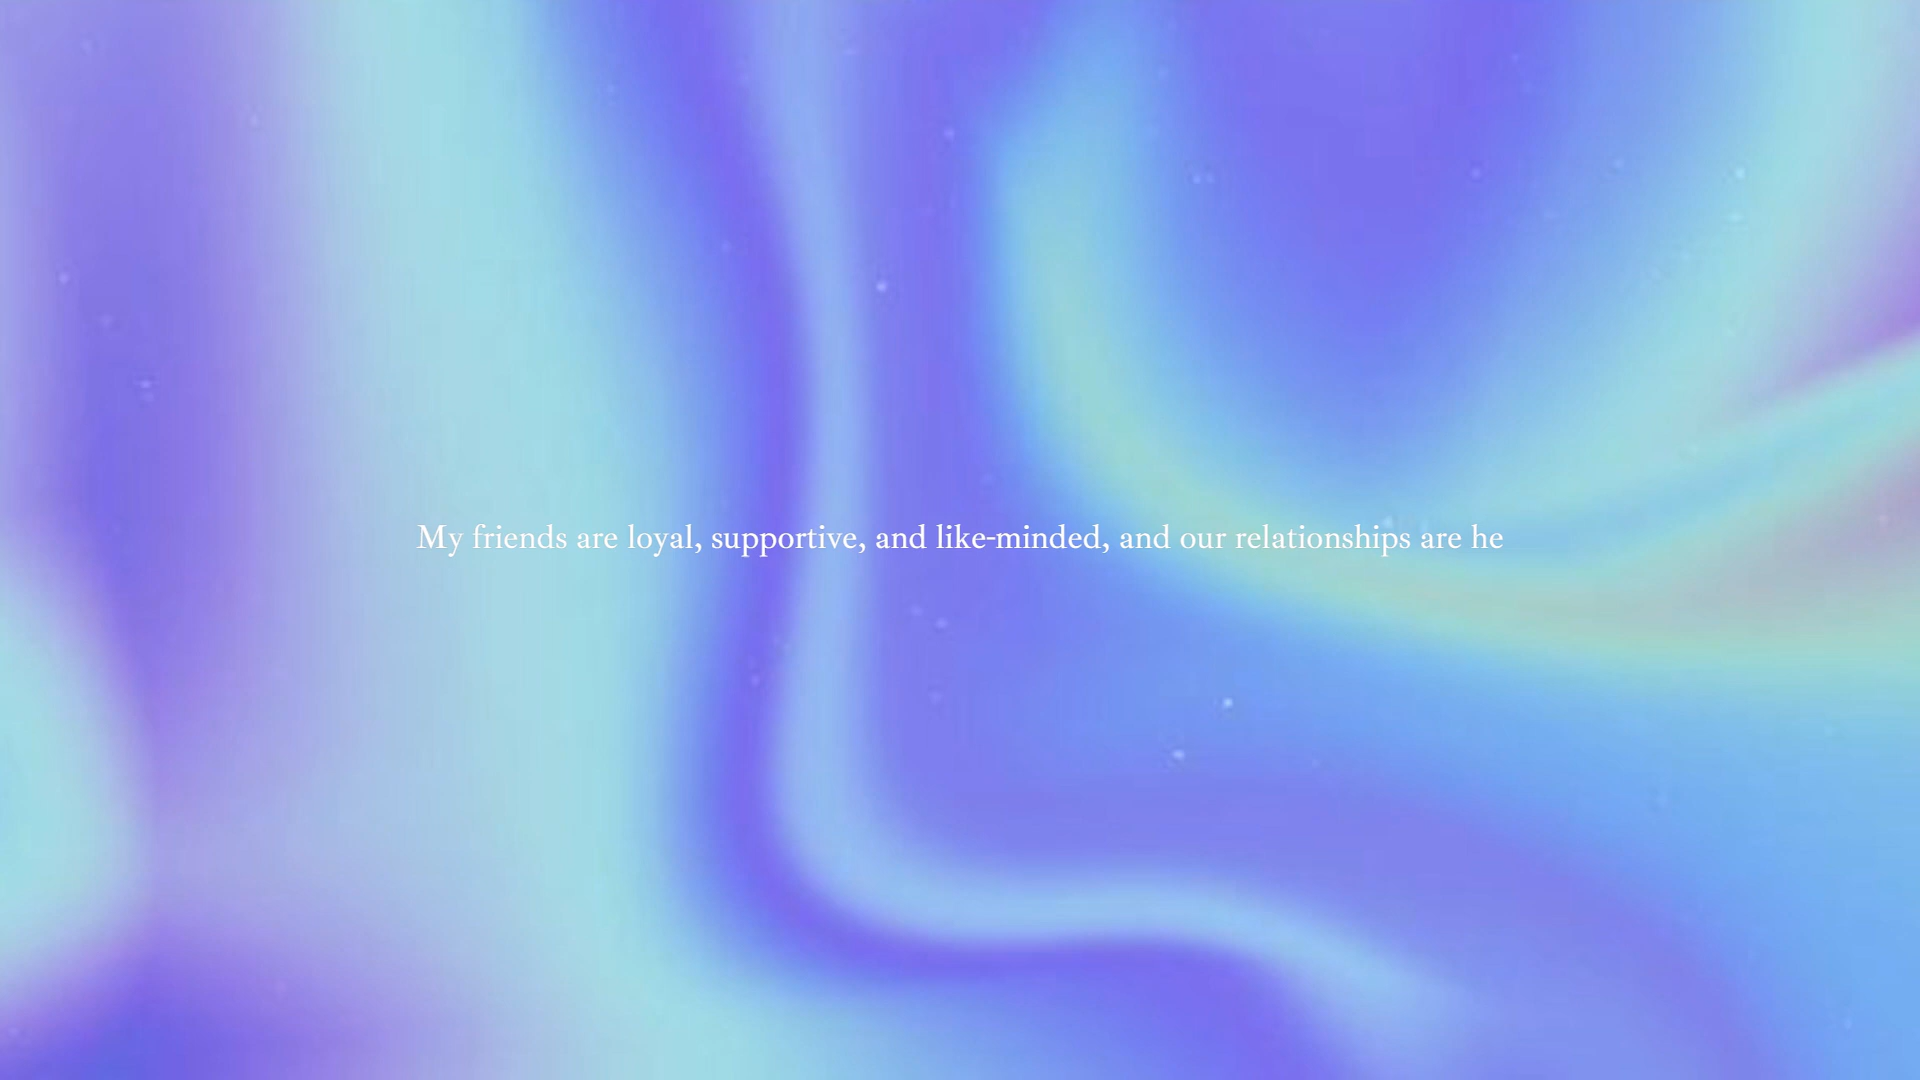 My friends are loyal, supportive, and like-minded, and our relationships are he